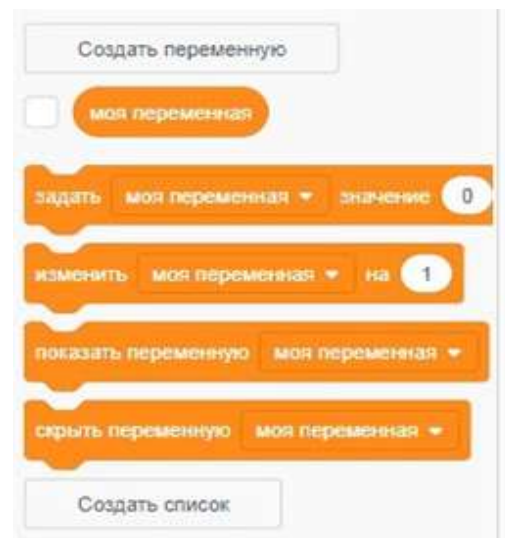 Создать переменную
моя переменная
задать моя переменная значение 0
изменить моя переменная на 1
показать переменную моя переменная
скрыть переменную моя переменная
Создать список